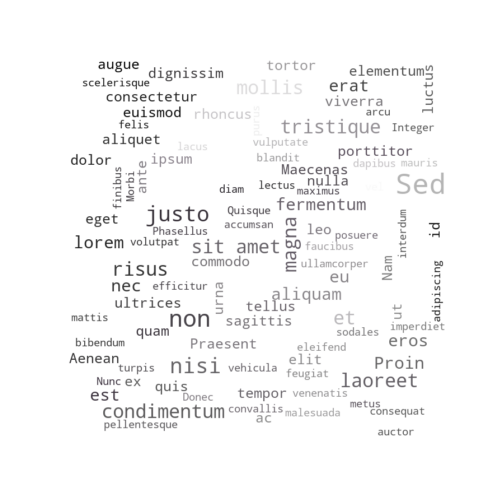 augue
tortor
dignissim
elementum
scelerisque
mollis
erat
luctus
consectetur
viverra
euismod
rhoncus
arcu
felis
purus
tristique
Integer
aliquet
vulputate
lacus
porttitor
dolor
ipsum
blandit
dapibus
mauris
Maecenas
finibus
Morbi
ante
nulla
Sed
diam
lectus
maximus
fermentum
eget
justo
Quisque
accumsan
magna
leo
id
Phasellus
posuere
interdum
lorem
volutpat
sit amet
faucibus
risus
commodo
ullamcorper
Nam
adipiscing
nec
efficitur
urna
eu
aliquam
ultrices
tellus
ut
mattis
non
sagittis
et
imperdiet
quam
sodales
bibendum
Praesent
eleifend
eros
Aenean
nisi
elit
Proin
turpis
vehicula
feugiat
Nunc
ex
quis
laoreet
est
Donec
tempor
venenatis
condimentum
convallis
metus
ac
malesuada
consequat
pellentesque
auctor